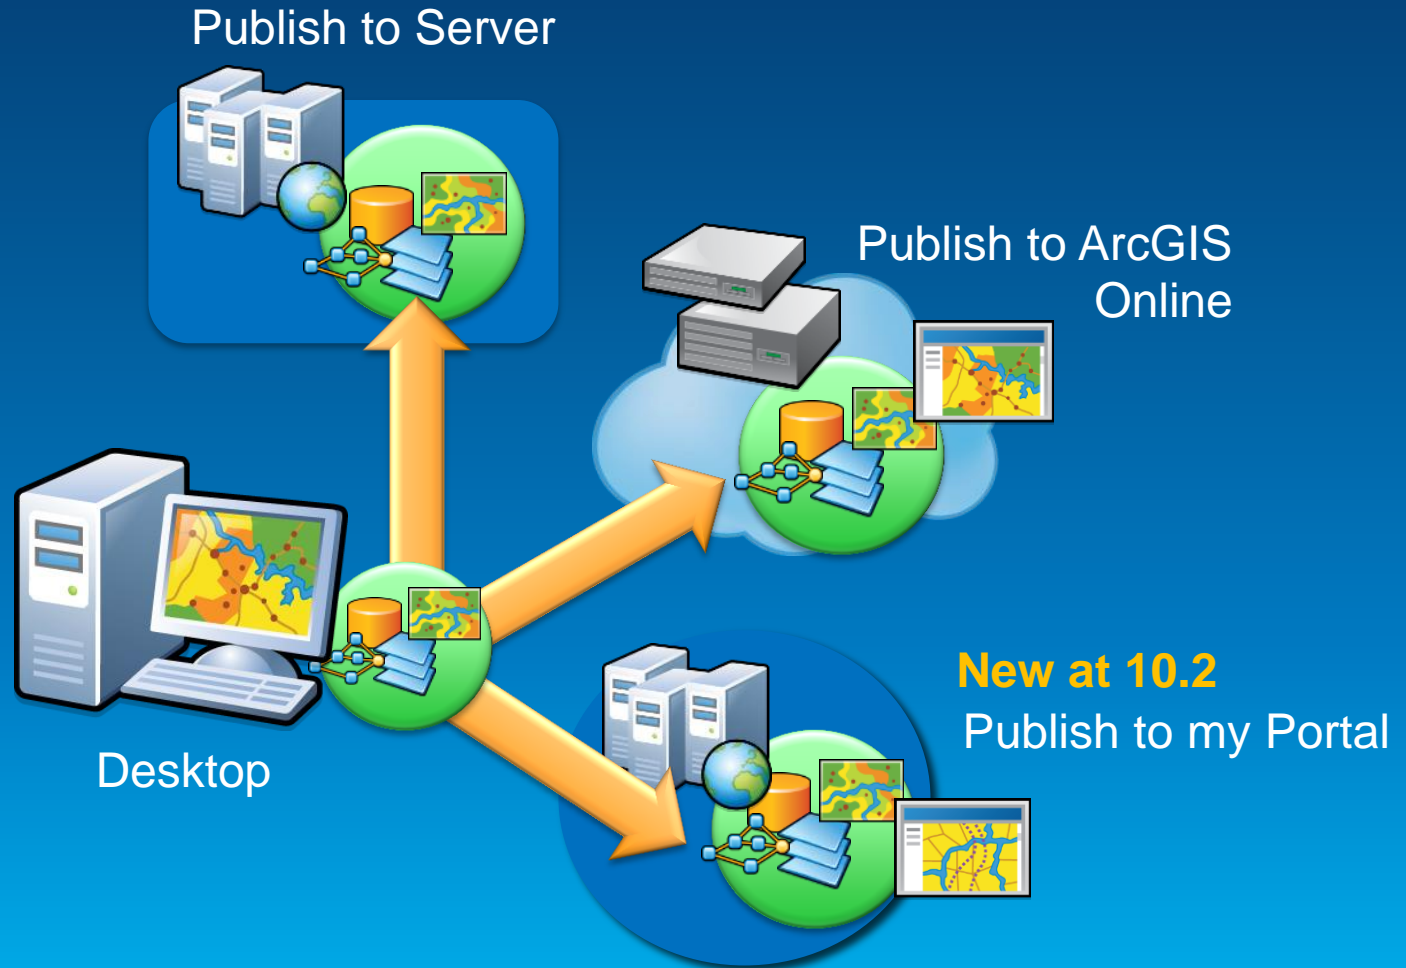 Publish to Server
Publish to ArcGIS
Online
New at 10.2
Publish to my Portal
Desktop